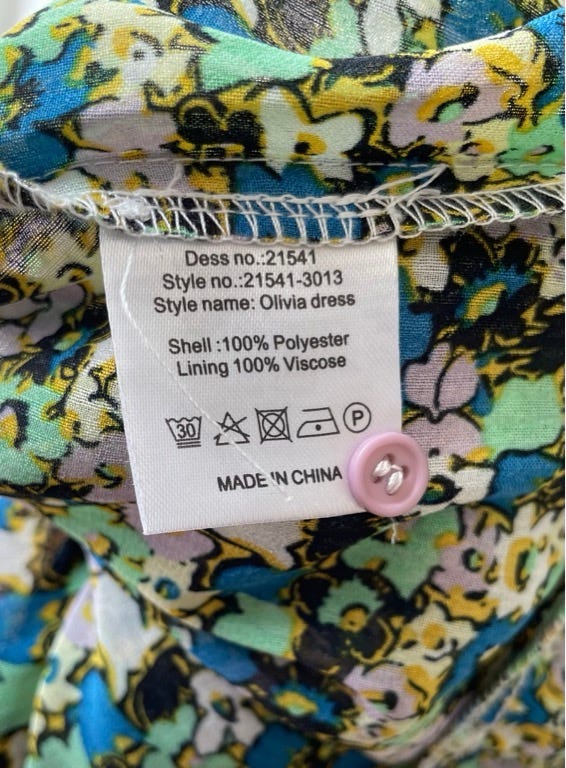 Dess no.:21541
Style no.:21541-3013
Style name: Olivia dress
Shell :100% Polyester
Lining 100% Viscose
30 P
MADE IN CHINA